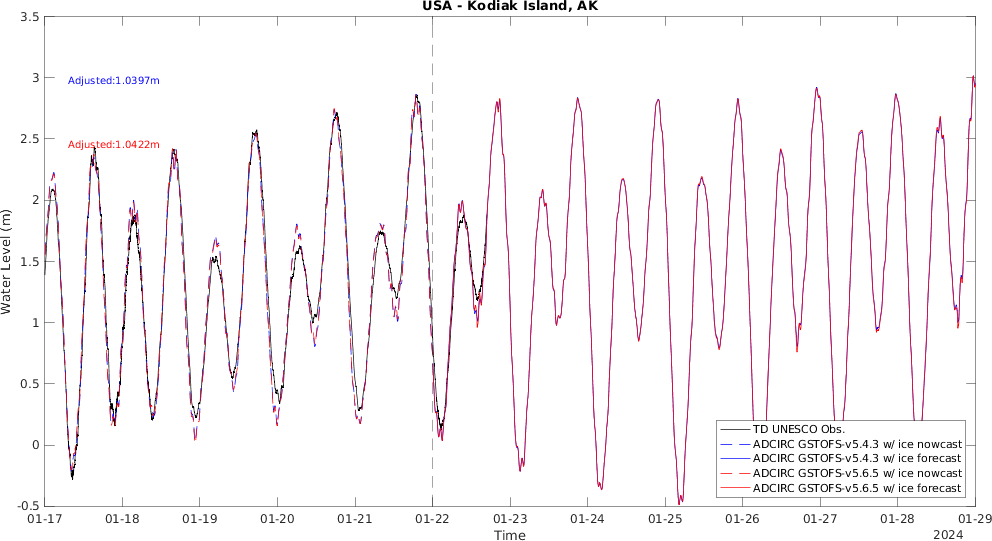 USA - Kodiak Island, AK
3.5
3
2.5
2
1.5
1
0.5
0
-0.5
Water Level (m)
Adjusted:1.0397m
Adjusted:1.0422m
TD UNESCO Obs.
ADCIRC GSTOFS-v5.4.3 w/ ice nowcast
ADCIRC GSTOFS-v5.4.3 w/ ice forecast
ADCIRC GSTOFS-v5.6.5 w/ ice nowcast
ADCIRC GSTOFS-v5.6.5 w/ ice forecast
01-17 01-18 01-19 01-20 01-21 01-22 01-23 01-24 01-25 01-26 01-27 01-28 01-29
Time
2024